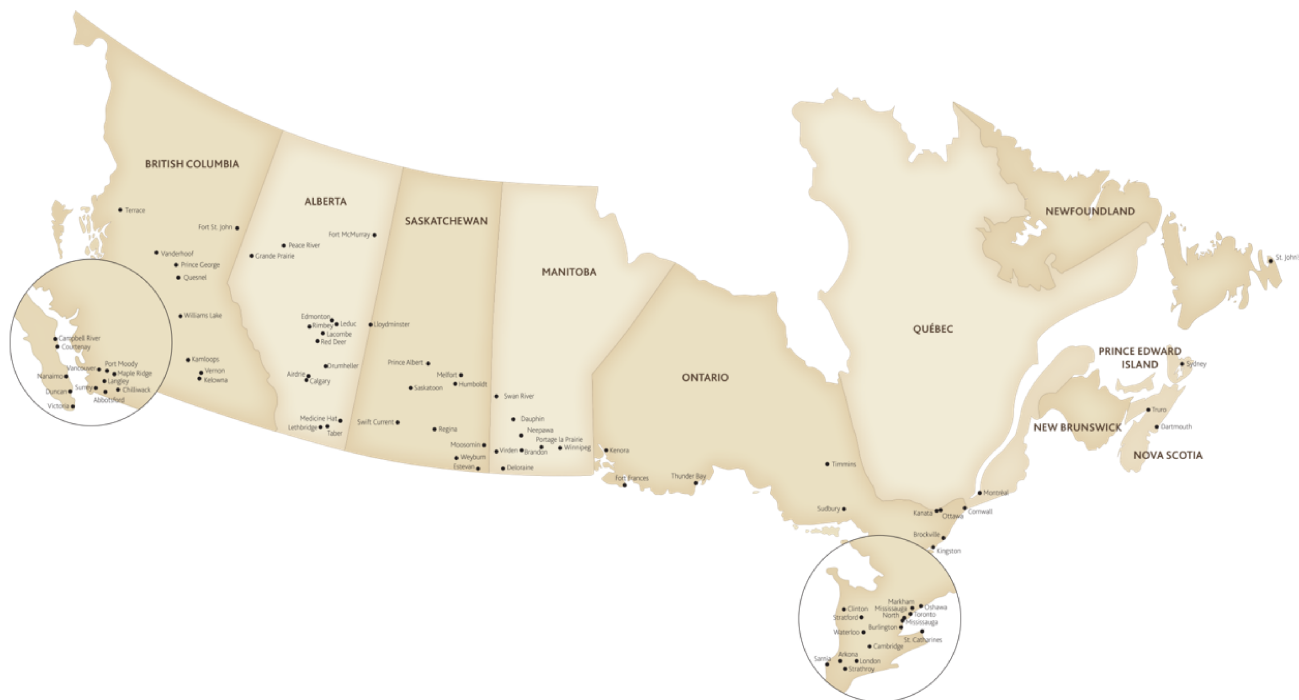 BRITISH COLUMBIA
Terrace
Fort St. John
Vanderhoof
Prince George
Quesnel
Williams Lake
Kamloops
Vernon
Kelowna
Campbell River
Courtenay
Port Moody
Vancouver
Maple Ridge
Nanaimo
Langley
Surrey
Chilliwack
Duncan
Abbotsford
Victoria
ALBERTA
Fort McMurray
Peace River
Grande Prairie
Edmonton
Leduc
Rimbey
Lacombe
Red Deer
Drumheller
Airdrie
Calgary
Medicine Hat
Lethbridge
Taber
SASKATCHEWAN
Lloydminster
Prince Albert
Melfort
Humboldt
Saskatoon
Swift Current
Regina
Moosomin
Weyburn
Estevan
MANITOBA
Swan River
Dauphin
Neepawa
Portage la Prairie
Winnipeg
Virden
Brandon
Deloraine
ONTARIO
Kenora
Fort Frances
Thunder Bay
Timmins
Sudbury
Kanata
Ottawa
Cornwall
Brockville
Kingston
Markham
Clinton
Mississauga
Oshawa
Stratford
North
Toronto
Mississauga
Burlington
Waterloo
St. Catharines
Cambridge
Arkona
Sarnia
London
Strathroy
QUÉBEC
Montréal
NEWFOUNDLAND
St. John'
PRINCE EDWARD
ISLAND
NEW BRUNSWICK
NOVA SCOTIA
Sydney
Truro
Dartmouth